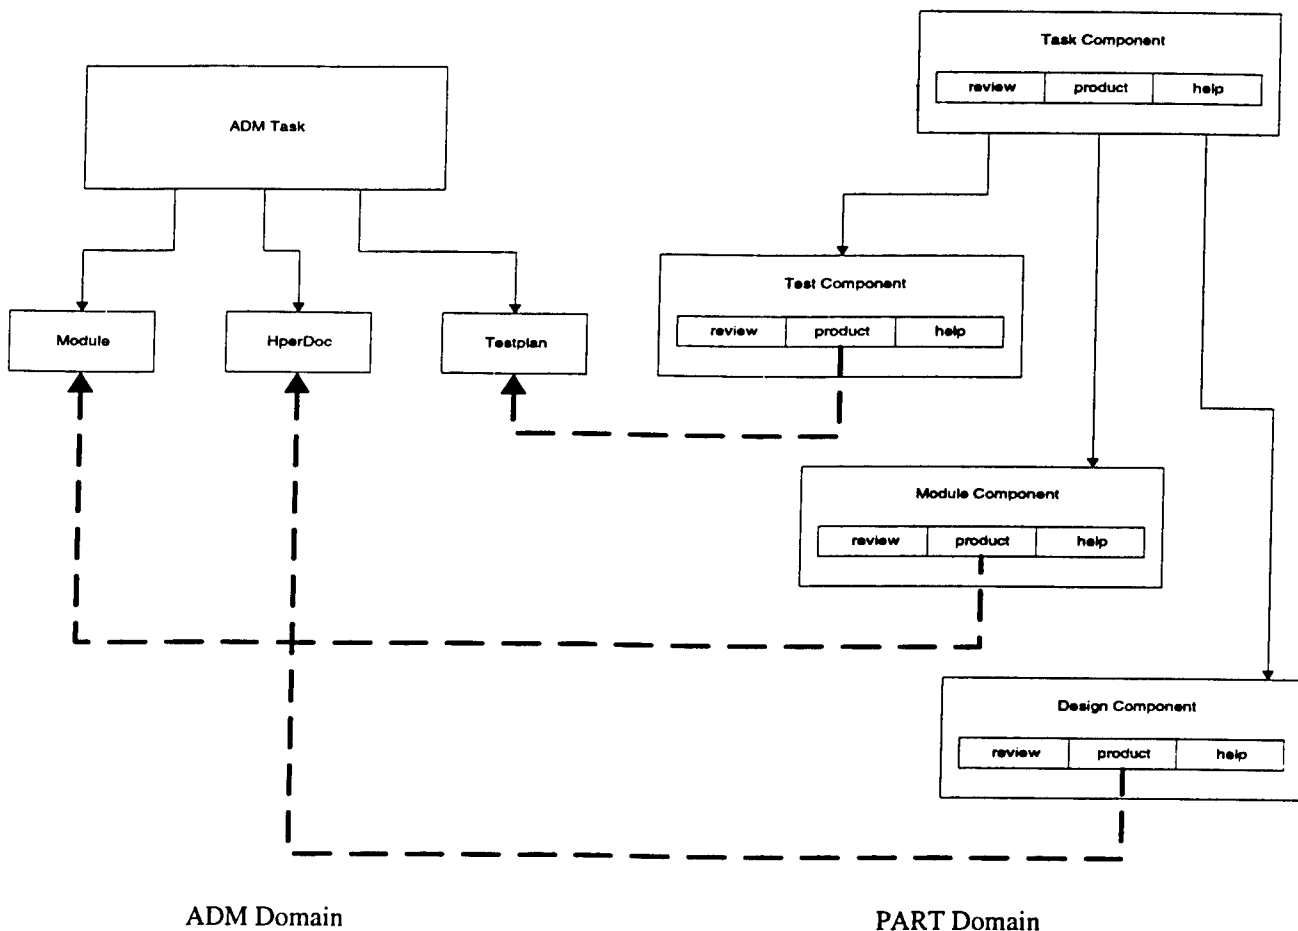 Task Component
review product help
ADM Task
Test Component
review product help
Module HperDoc Testplan
Module Component
review product help
Design Component
review product help
ADM Domain PART Domain